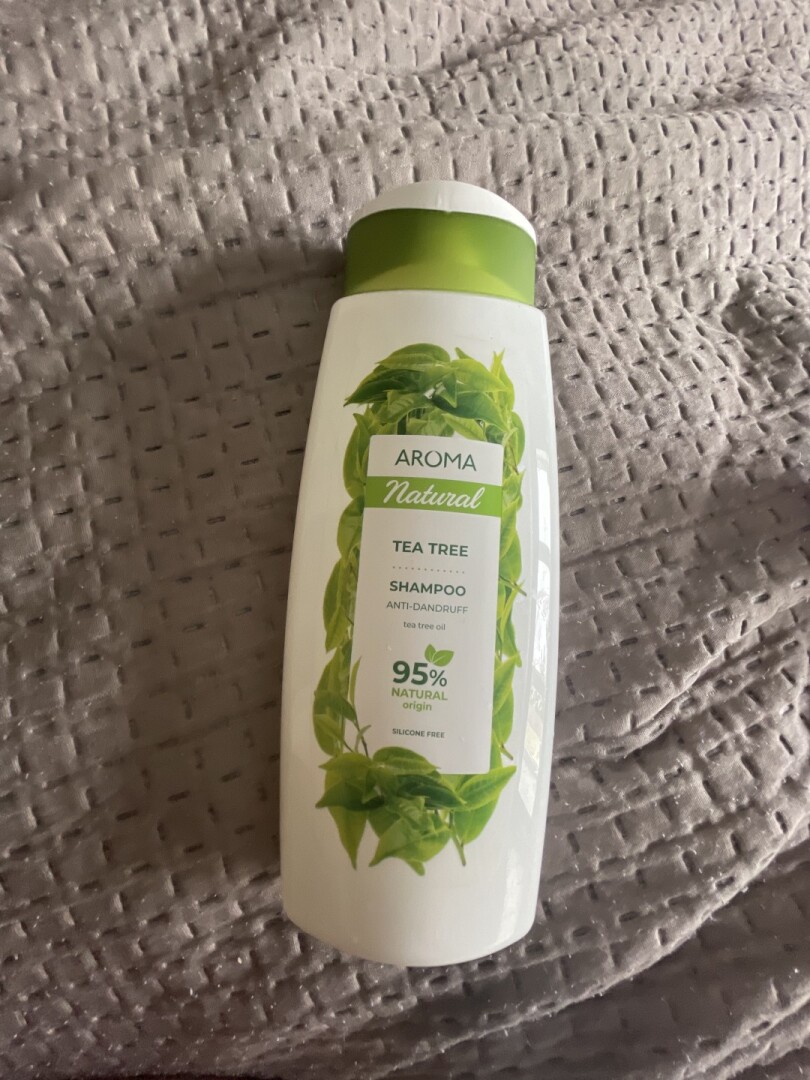 AROMA
Natural
TEA TREE
SHAMPOO
ANTI-DANDRUFF
tea tree oil
95%
NATURAL
origin
SILICONE FREE